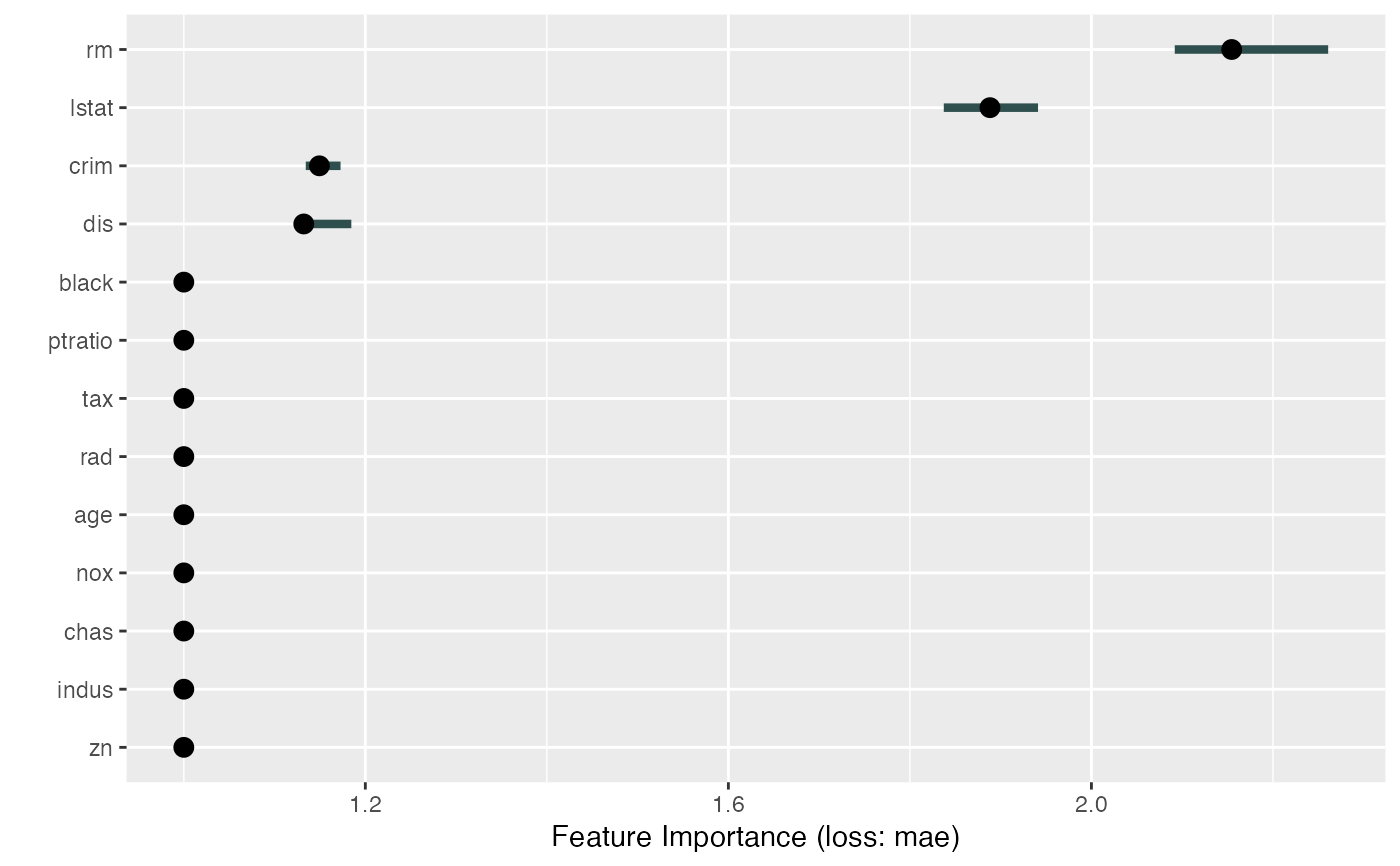 rm
lstat
crim
dis
black
ptratio
tax
rad
age
nox
chas
indus
zn
1.2 1.6 2.0
Feature Importance (loss: mae)